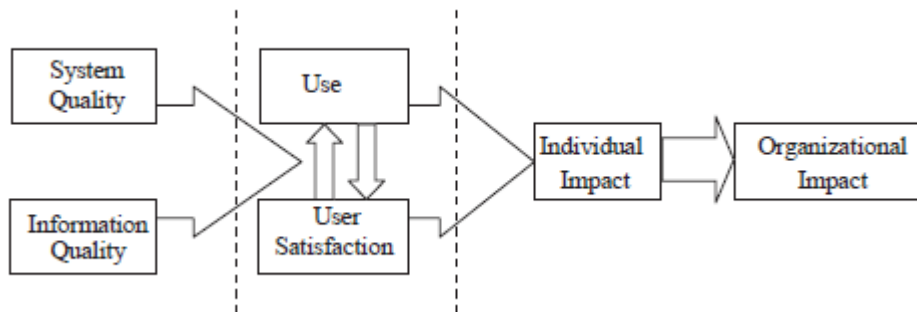 System
Quality
Use
Individual
Impact
Organizational
Impact
Information
Quality
User
Satisfaction